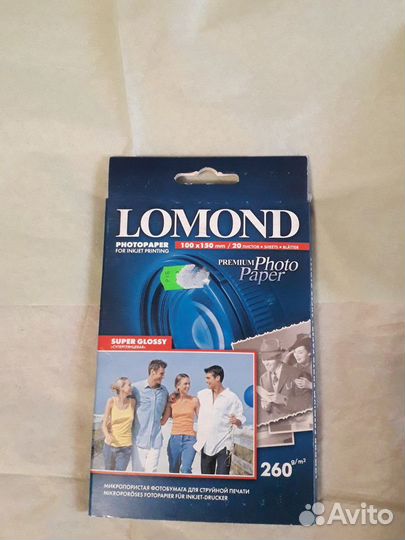 LOMOND
PHOTOPAPER
FOR INKJET PRINTING
100 x 150 mm / 20 ЛИСТОВ • SHEETS • BLÄTTER
PREMIUM Photo
Paper
SUPER GLOSSY
«СУПЕРГЛЯНЦЕВАЯ»
260 g/m²
МИКРОПОРИСТАЯ ФОТОБУМАГА ДЛЯ СТРУЙНОЙ ПЕЧАТИ
MIKROPORÖSES FOTOPAPIER FÜR INKJET-DRUCKER
Avito